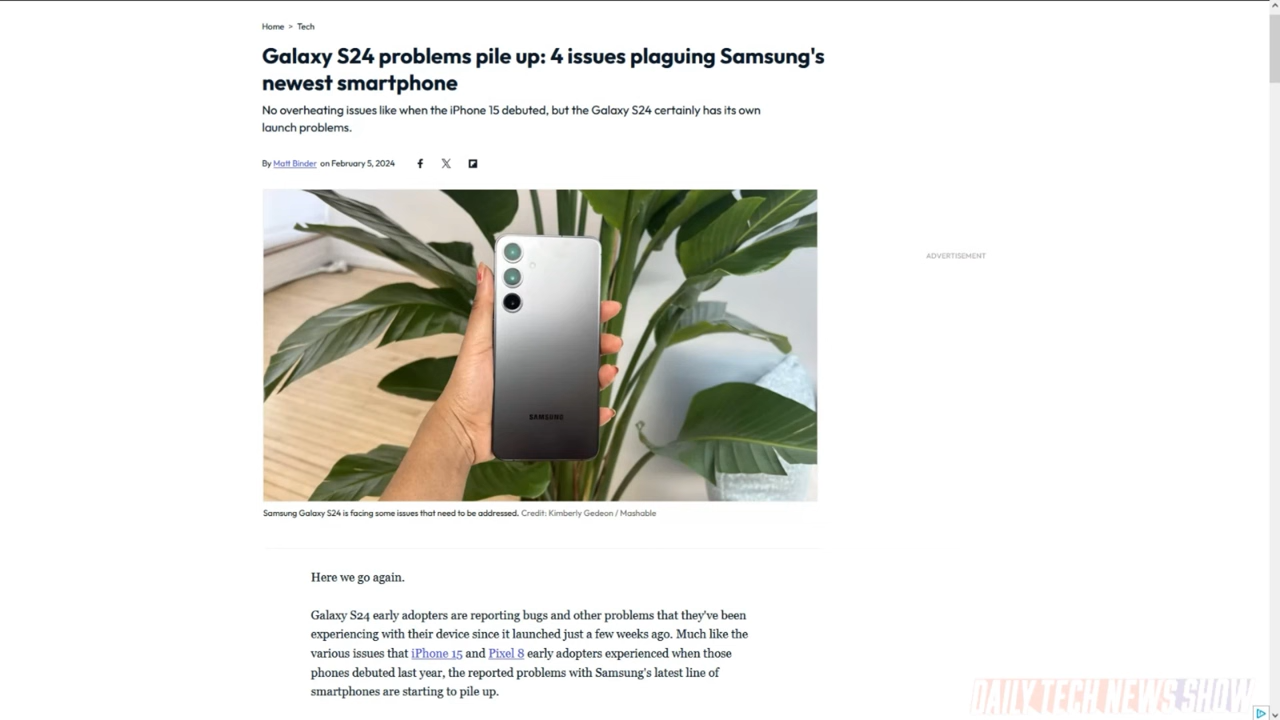 Home > Tech
Galaxy S24 problems pile up: 4 issues plaguing Samsung's
newest smartphone
No overheating issues like when the iPhone 15 debuted, but the Galaxy S24 certainly has its own
launch problems.
By Matt Binder on February 5, 2024
SAMSUNG
ADVERTISEMENT
Samsung Galaxy S24 is facing some issues that need to be addressed. Credit: Kimberly Gedeon / Mashable
Here we go again.
Galaxy S24 early adopters are reporting bugs and other problems that they've been
experiencing with their device since it launched just a few weeks ago. Much like the
various issues that iPhone 15 and Pixel 8 early adopters experienced when those
phones debuted last year, the reported problems with Samsung's latest line of
smartphones are starting to pile up.
DAILY TECH NEWS SHOW